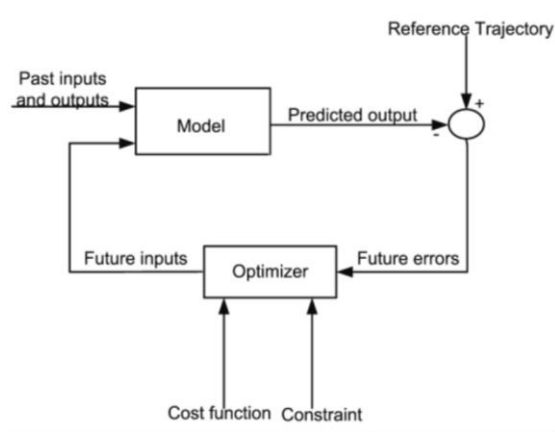 Reference Trajectory
Past inputs
and outputs
+
Model
Predicted output
-
Future inputs
Optimizer
Future errors
Cost function
Constraint